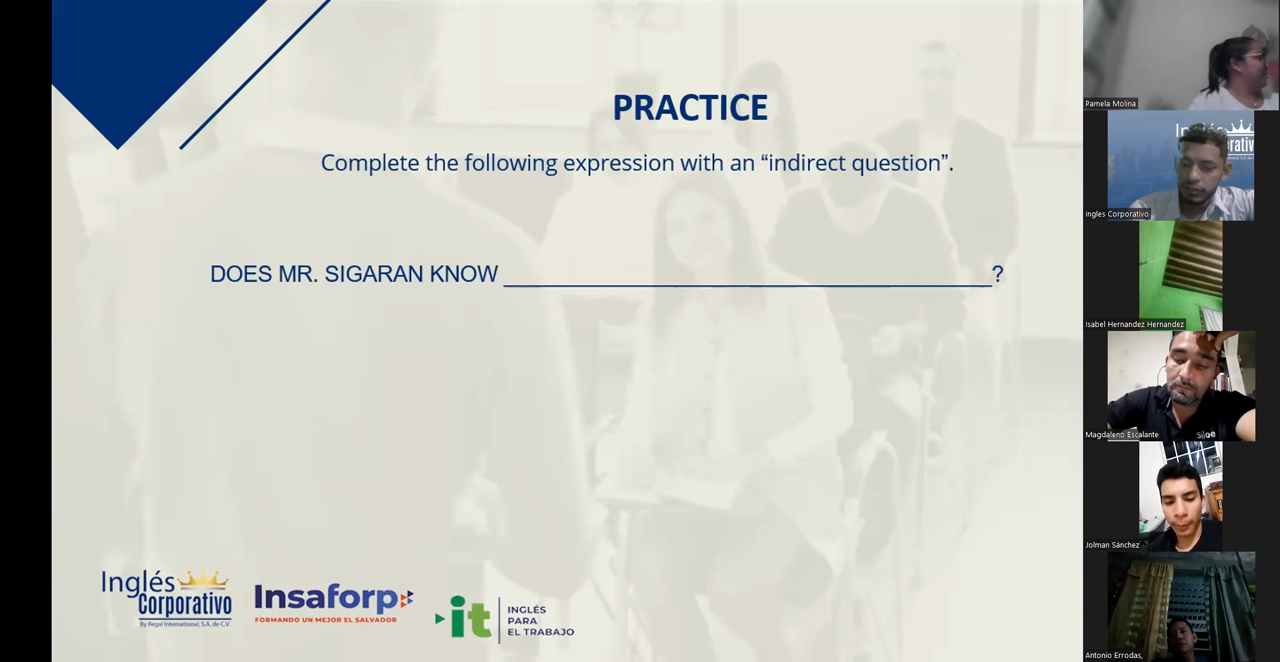 PRACTICE
Complete the following expression with an “indirect question”.
DOES MR. SIGARAN KNOW ________________________________________?
Inglés
Corporativo
By Regal International, S.A. de C.V.
Insaforp
FORMANDO UN MEJOR EL SALVADOR
it
INGLÉS
PARA
EL TRABAJO
Pamela Molina
Ingles Corporativo
Isabel Hernandez Hernandez
Magdaleno Escalante
Siloe
Jolman Sánchez
Antonio Errodas,